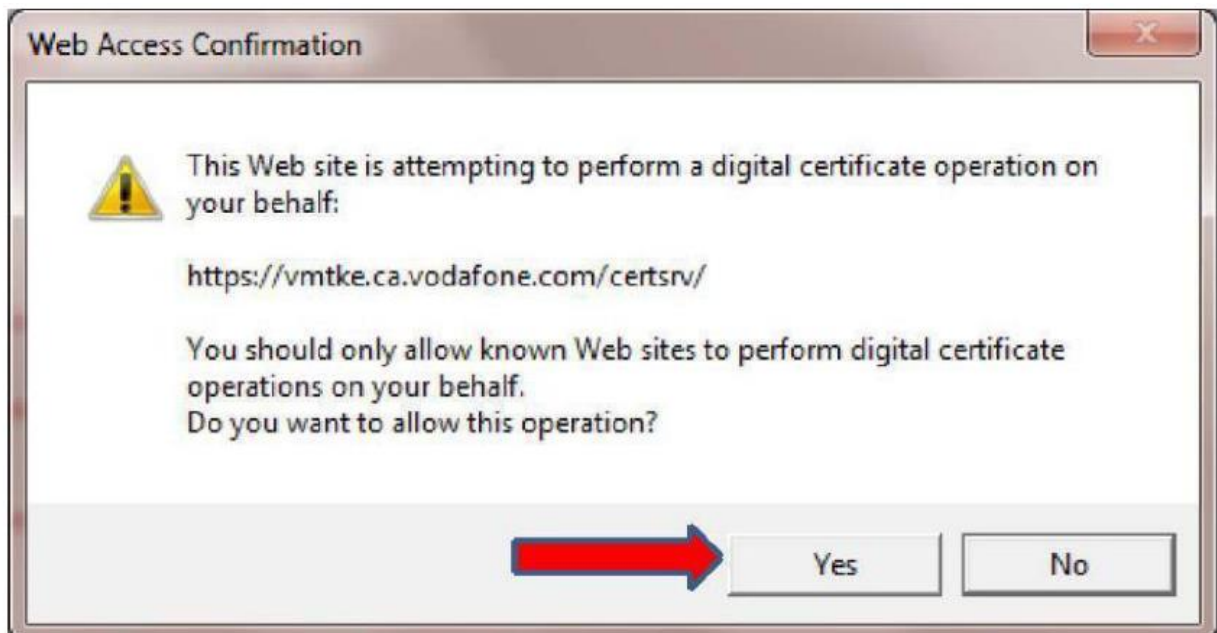 Web Access Confirmation
This Web site is attempting to perform a digital certificate operation on
your behalf:
https://vmtke.ca.vodafone.com/certsrv/
You should only allow known Web sites to perform digital certificate
operations on your behalf.
Do you want to allow this operation?
Yes
No